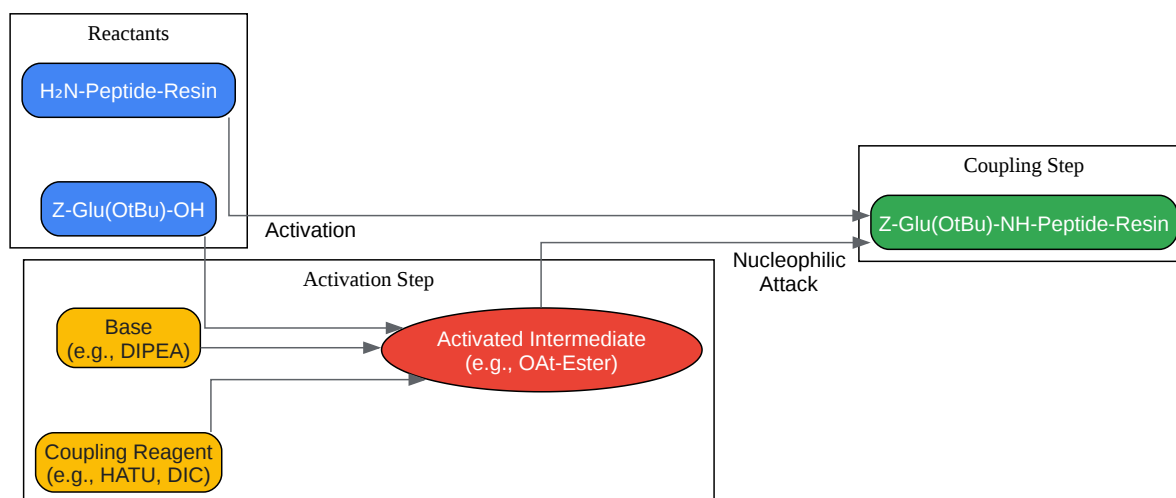 Reactants
H₂N-Peptide-Resin
Z-Glu(OtBu)-OH
Activation
Coupling Step
Z-Glu(OtBu)-NH-Peptide-Resin
Nucleophilic
Attack
Activation Step
Base
(e.g., DIPEA)
Activated Intermediate
(e.g., OAt-Ester)
Coupling Reagent
(e.g., HATU, DIC)